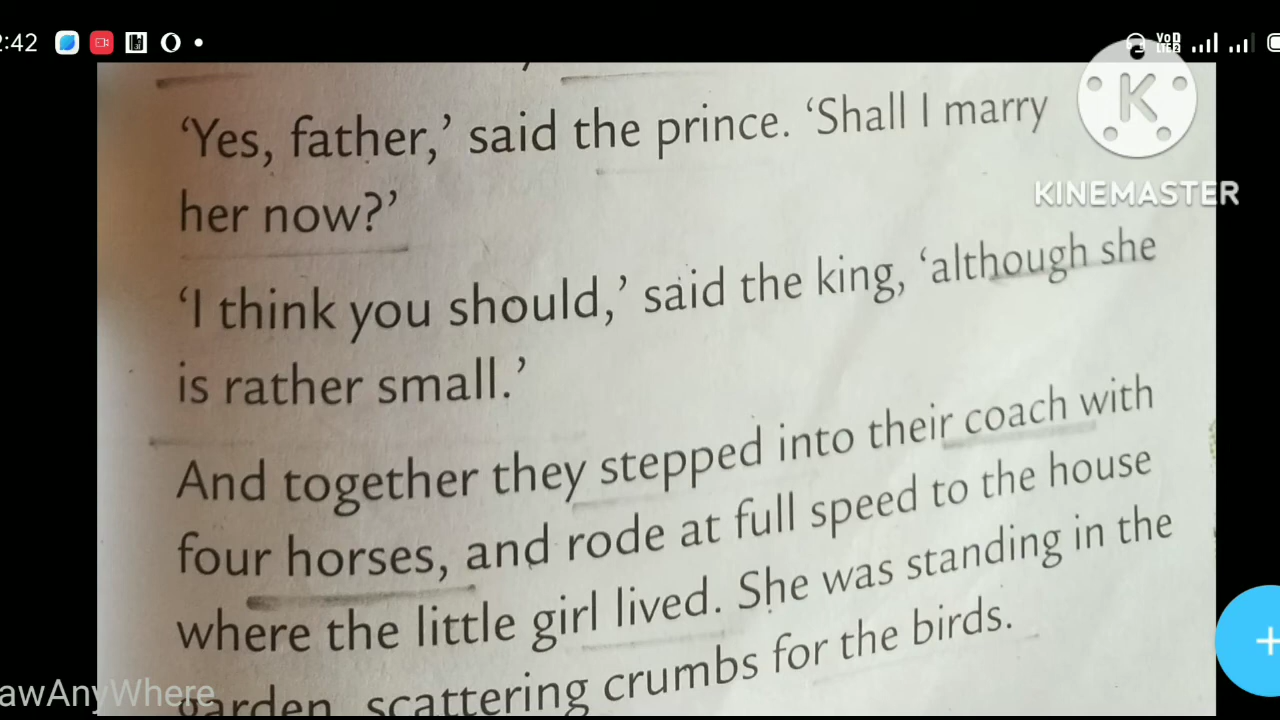 2:42
VoD
LTE2
K
KINEMASTER
‘Yes, father,’ said the prince. ‘Shall I marry
her now?’
‘I think you should,’ said the king, ‘although she
is rather small.’
And together they stepped into their coach with
four horses, and rode at full speed to the house
where the little girl lived. She was standing in the
garden, scattering crumbs for the birds.
awAnyWhere